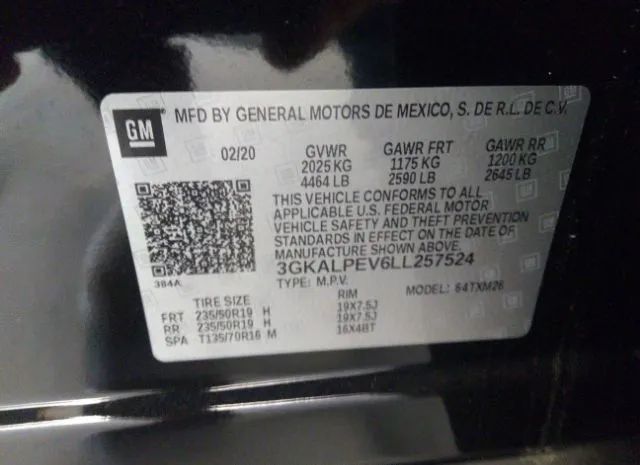 GM
MFD BY GENERAL MOTORS DE MEXICO, S. DE R.L. DE C.V.
02/20 GVWR GAWR FRT GAWR RR
2025 KG 1175 KG 1200 KG
4464 LB 2590 LB 2645 LB
THIS VEHICLE CONFORMS TO ALL
APPLICABLE U.S. FEDERAL MOTOR
VEHICLE SAFETY AND THEFT PREVENTION
STANDARDS IN EFFECT ON THE DATE OF
MANUFACTURE SHOWN ABOVE.
3GKALPEV6LL257524
384A
TYPE: M.P.V. MODEL: 64TXM26
TIRE SIZE RIM
FRT 235/50R19 H 19X7.5J
RR 235/50R19 H 19X7.5J
SPA T135/70R16 M 16X4BT